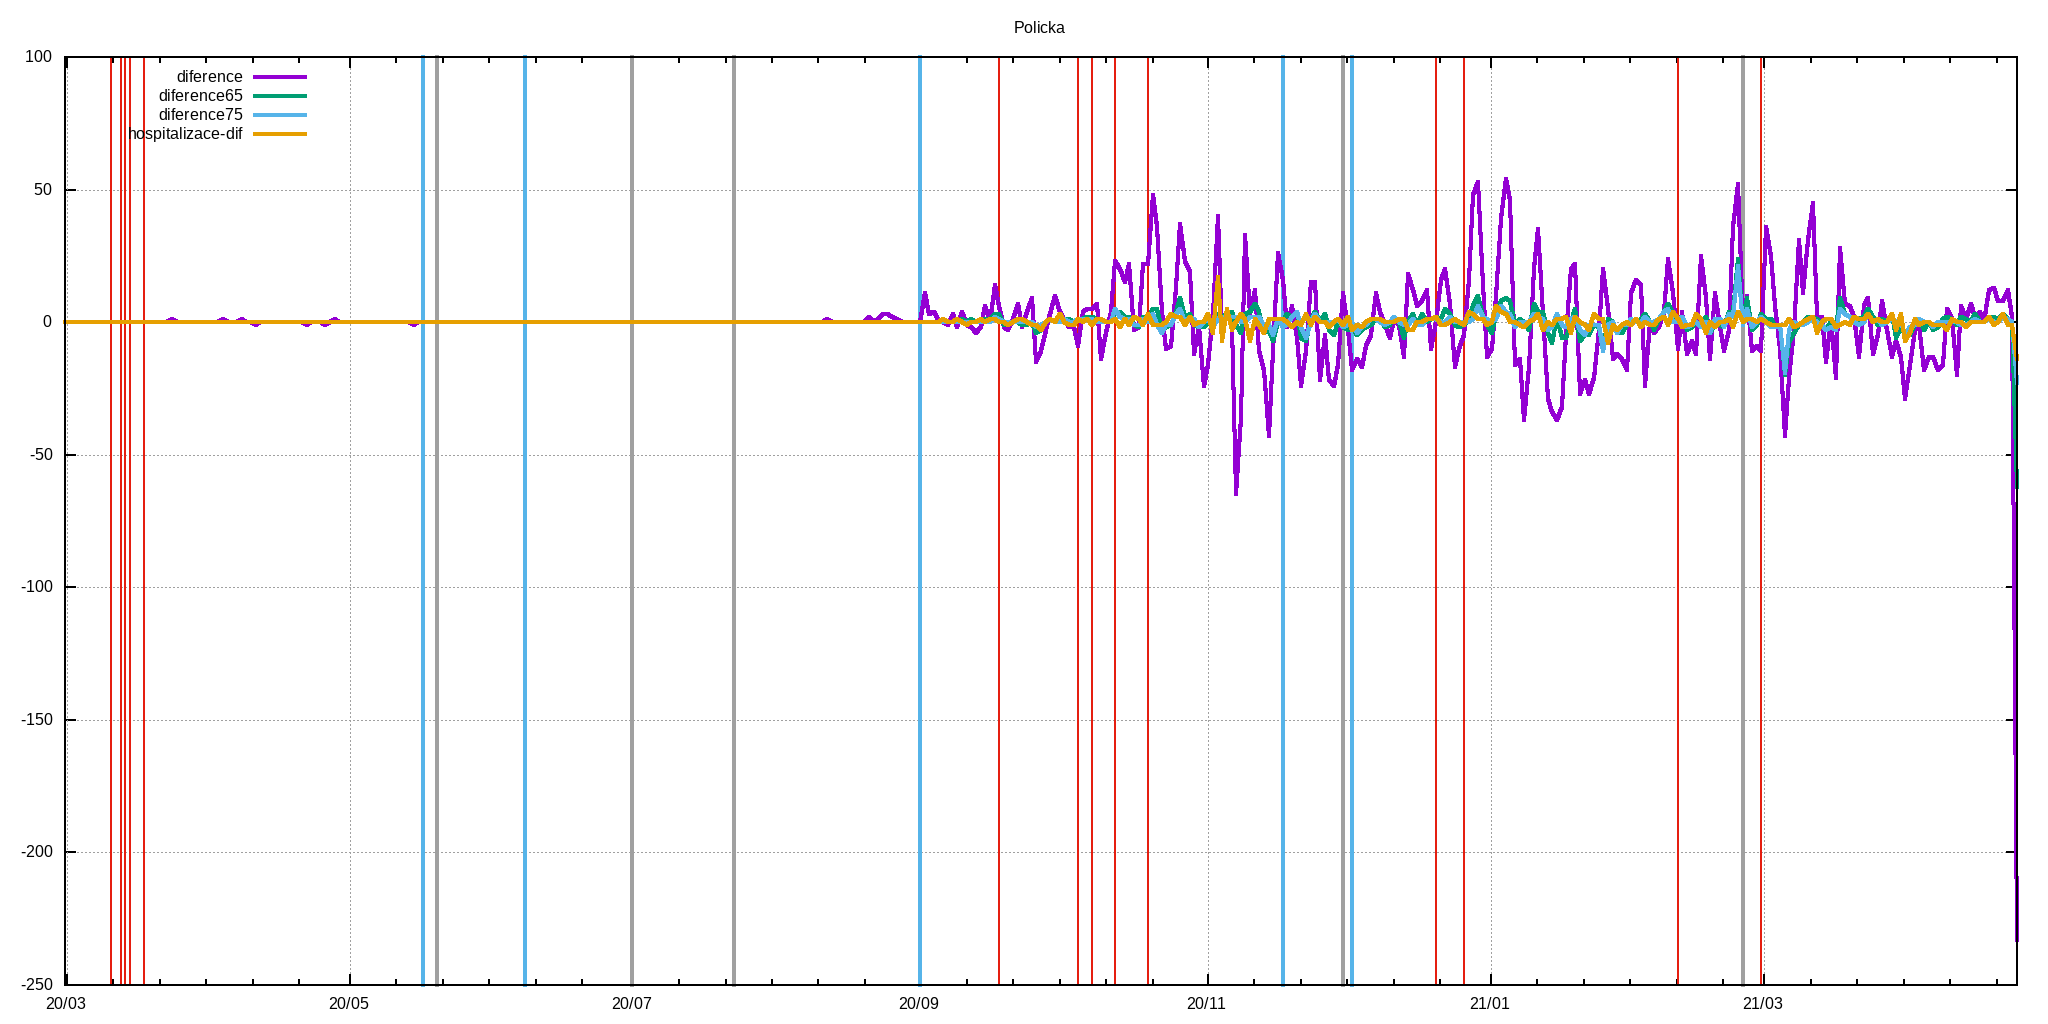 Policka
100
diference
diference65
diference75
hospitalizace-dif
50
0
-50
-100
-150
-200
-250
20/03 20/05 20/07 20/09 20/11 21/01 21/03